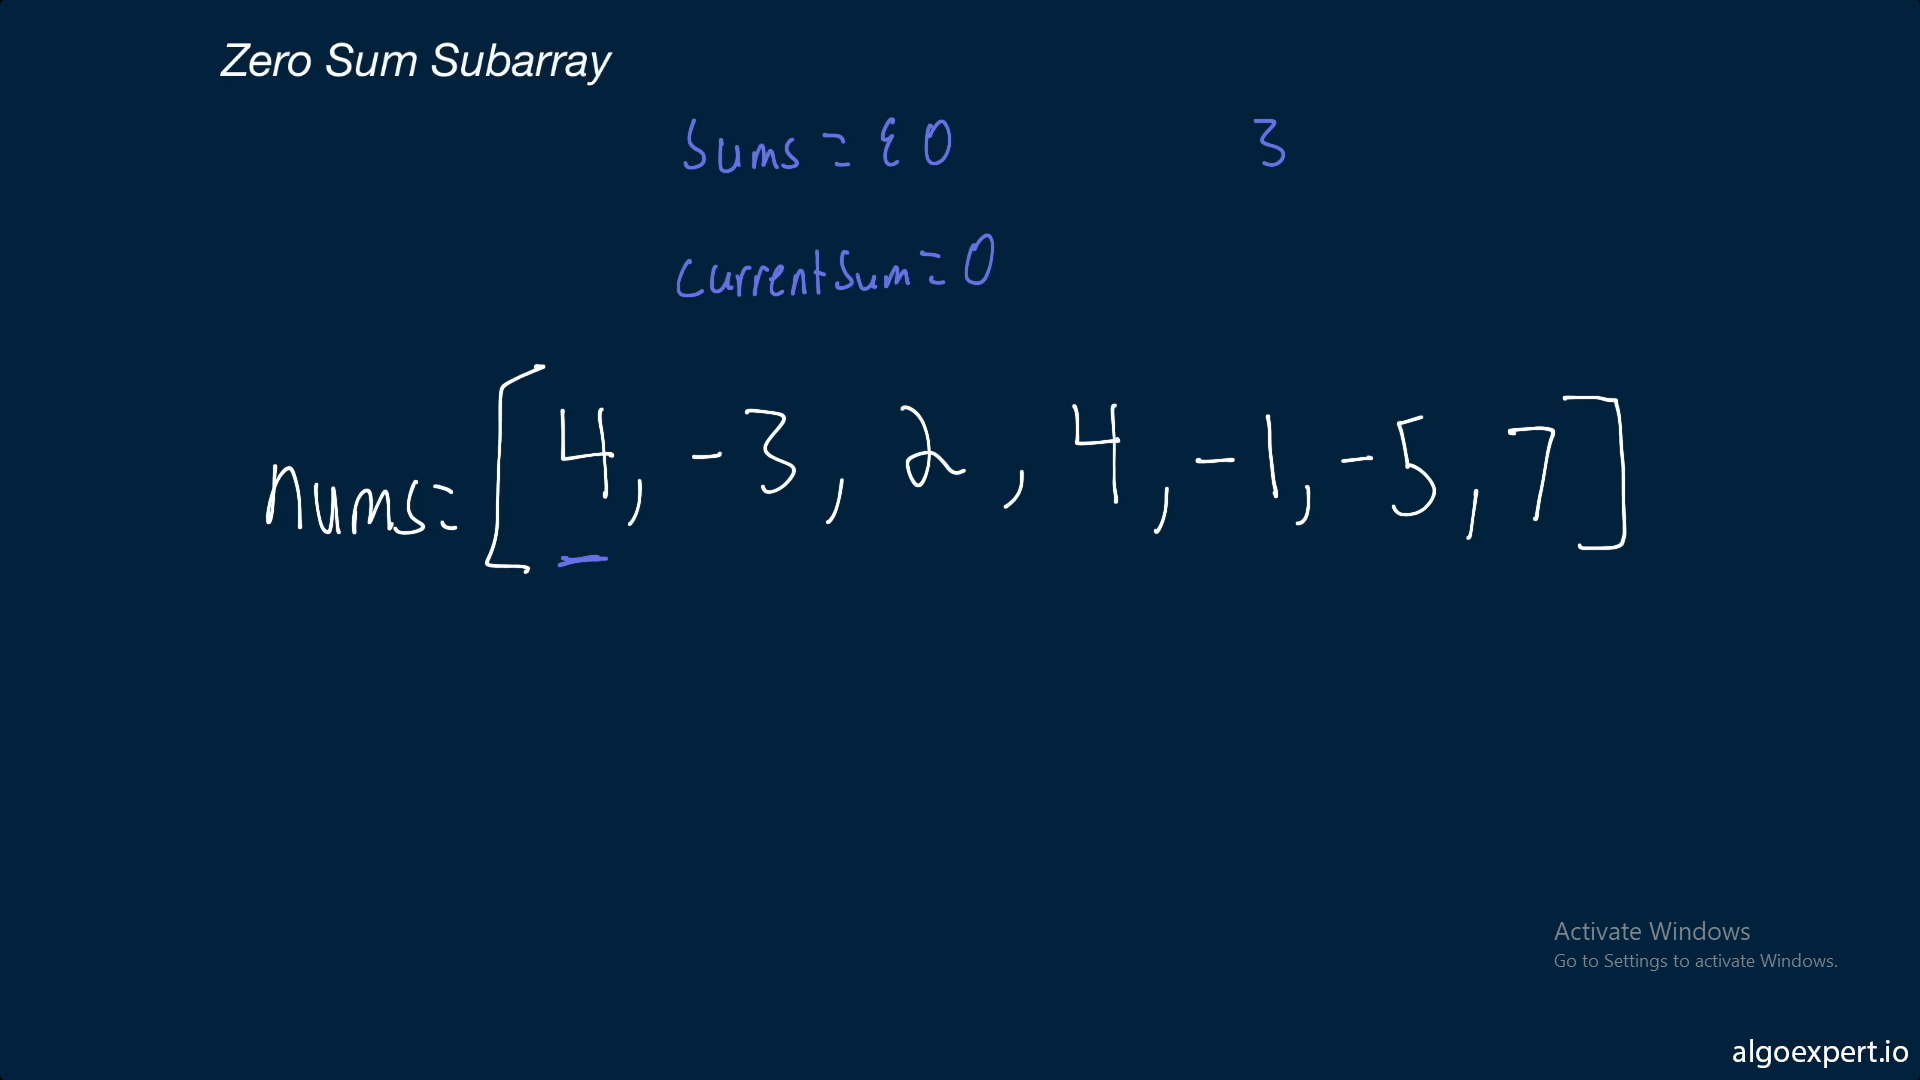 Zero Sum Subarray
Sums = { 0 }
currentSum = 0
nums = [4, -3, 2, 4, -1, -5, 7]
Activate Windows
Go to Settings to activate Windows.
algoexpert.io